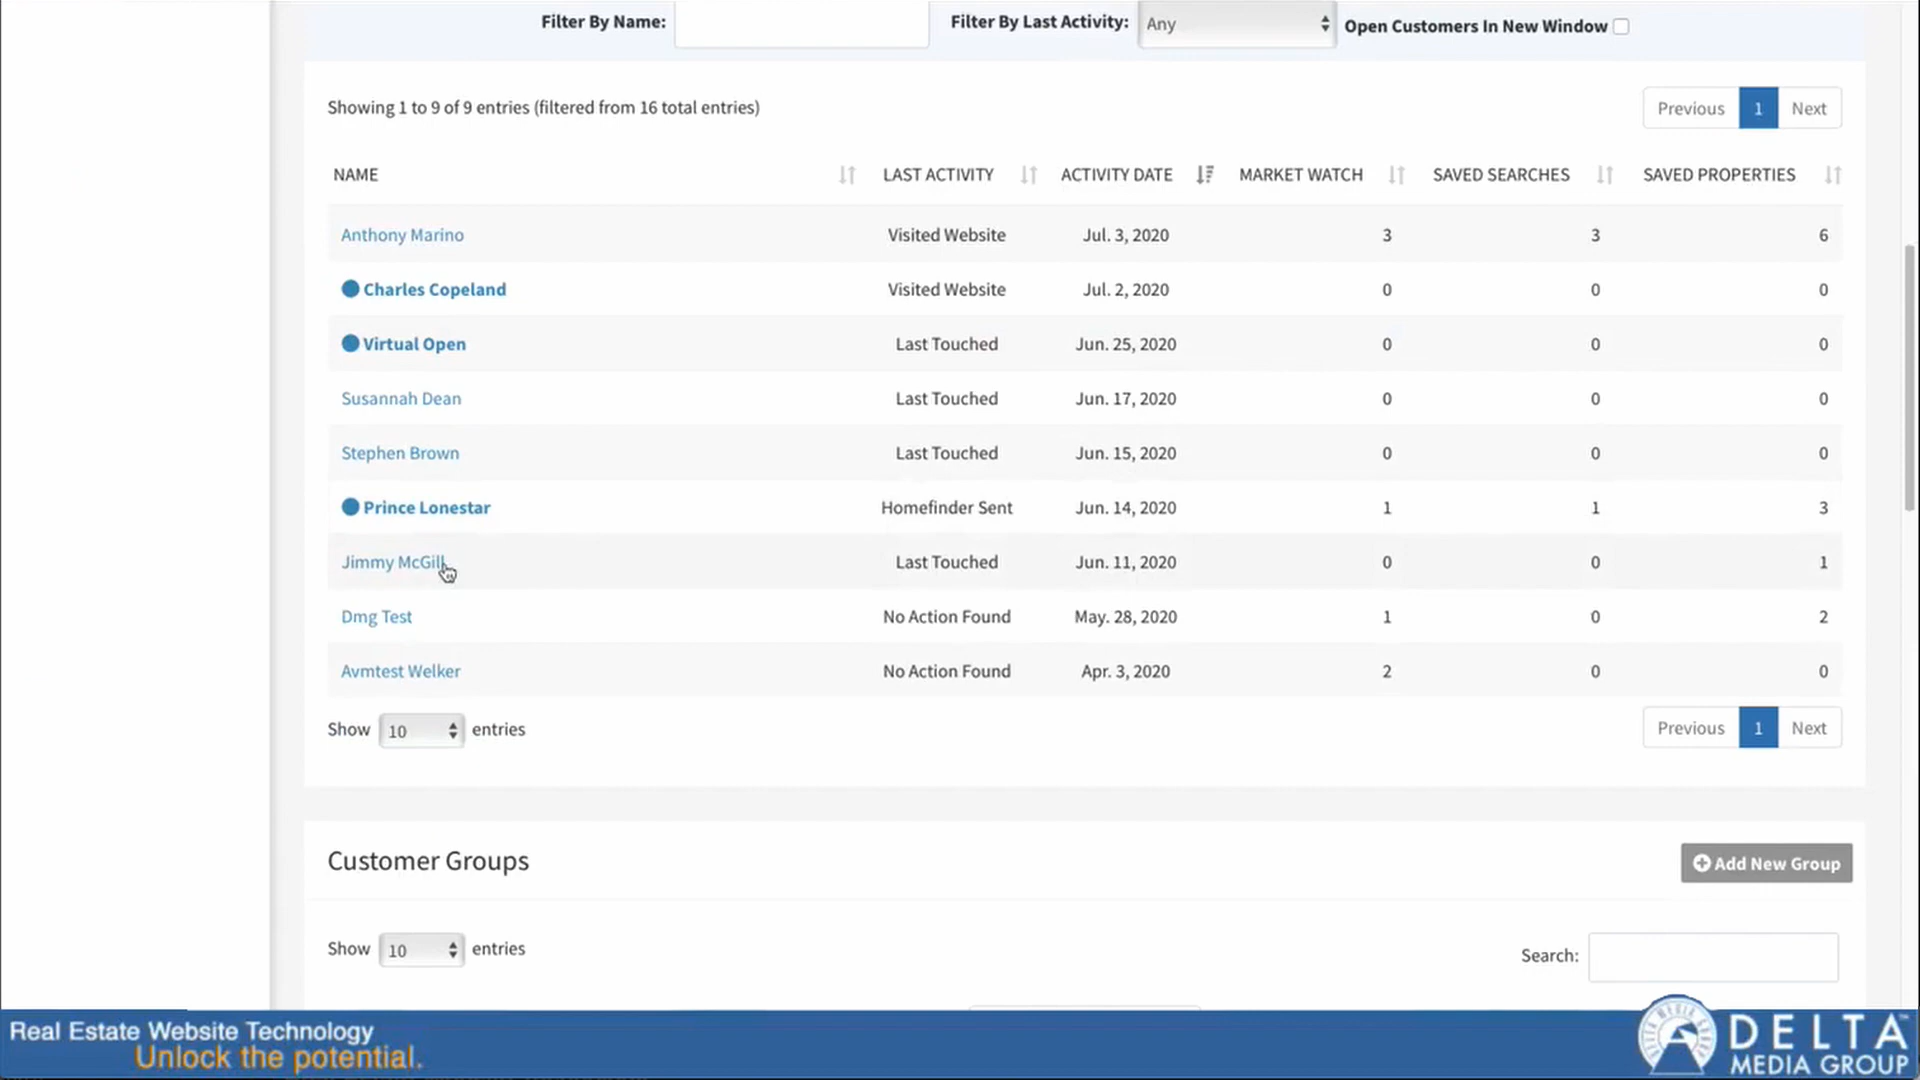 Filter By Name: Filter By Last Activity: Any Open Customers In New Window
Showing 1 to 9 of 9 entries (filtered from 16 total entries) Previous 1 Next
NAME LAST ACTIVITY ACTIVITY DATE MARKET WATCH SAVED SEARCHES SAVED PROPERTIES
Anthony Marino Visited Website Jul. 3, 2020 3 3 6
Charles Copeland Visited Website Jul. 2, 2020 0 0 0
Virtual Open Last Touched Jun. 25, 2020 0 0 0
Susannah Dean Last Touched Jun. 17, 2020 0 0 0
Stephen Brown Last Touched Jun. 15, 2020 0 0 0
Prince Lonestar Homefinder Sent Jun. 14, 2020 1 1 3
Jimmy McGill Last Touched Jun. 11, 2020 0 0 1
Dmg Test No Action Found May. 28, 2020 1 0 2
Avmtest Welker No Action Found Apr. 3, 2020 2 0 0
Show 10 entries Previous 1 Next
Customer Groups Add New Group
Show 10 entries Search:
Real Estate Website Technology
Unlock the potential.
DELTA
MEDIA GROUP